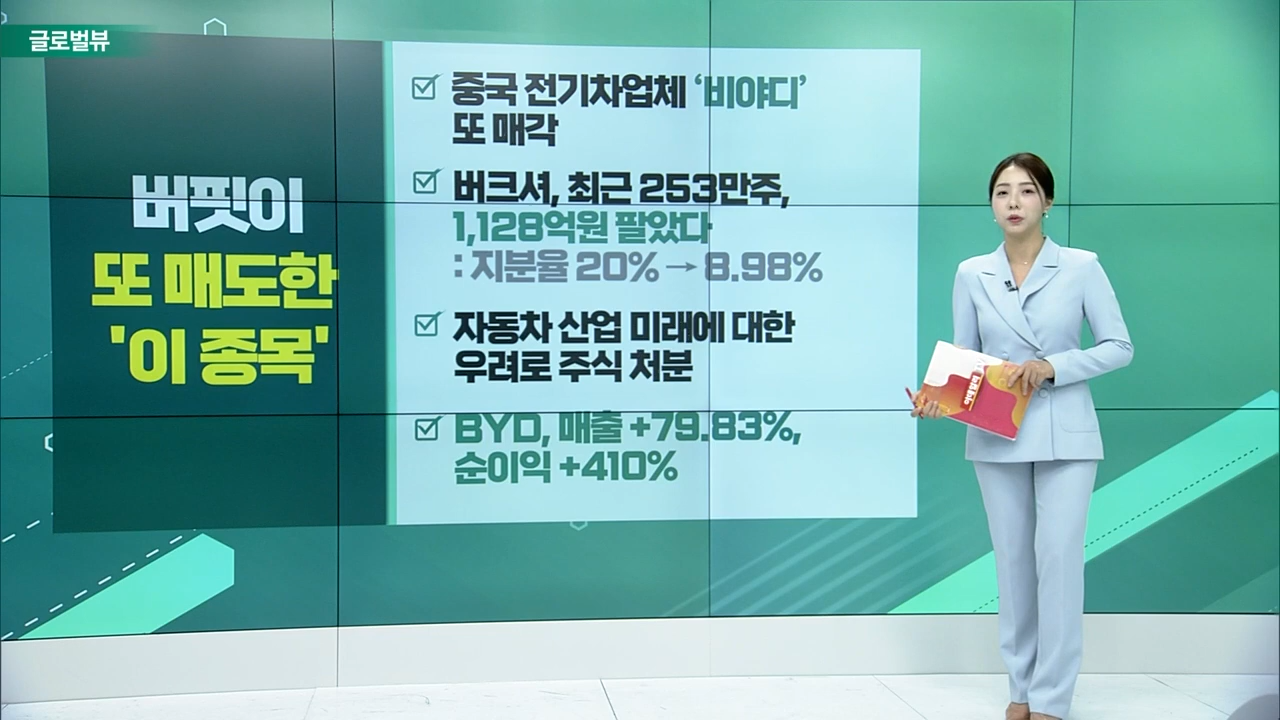 글로벌뷰
버핏이
또 매도한
'이 종목'
중국 전기차업체 '비야디'
또 매각
버크셔, 최근 253만주,
1,128억원 팔았다
: 지분율 20% → 8.98%
자동차 산업 미래에 대한
우려로 주식 처분
BYD, 매출 +79.83%,
순이익 +410%